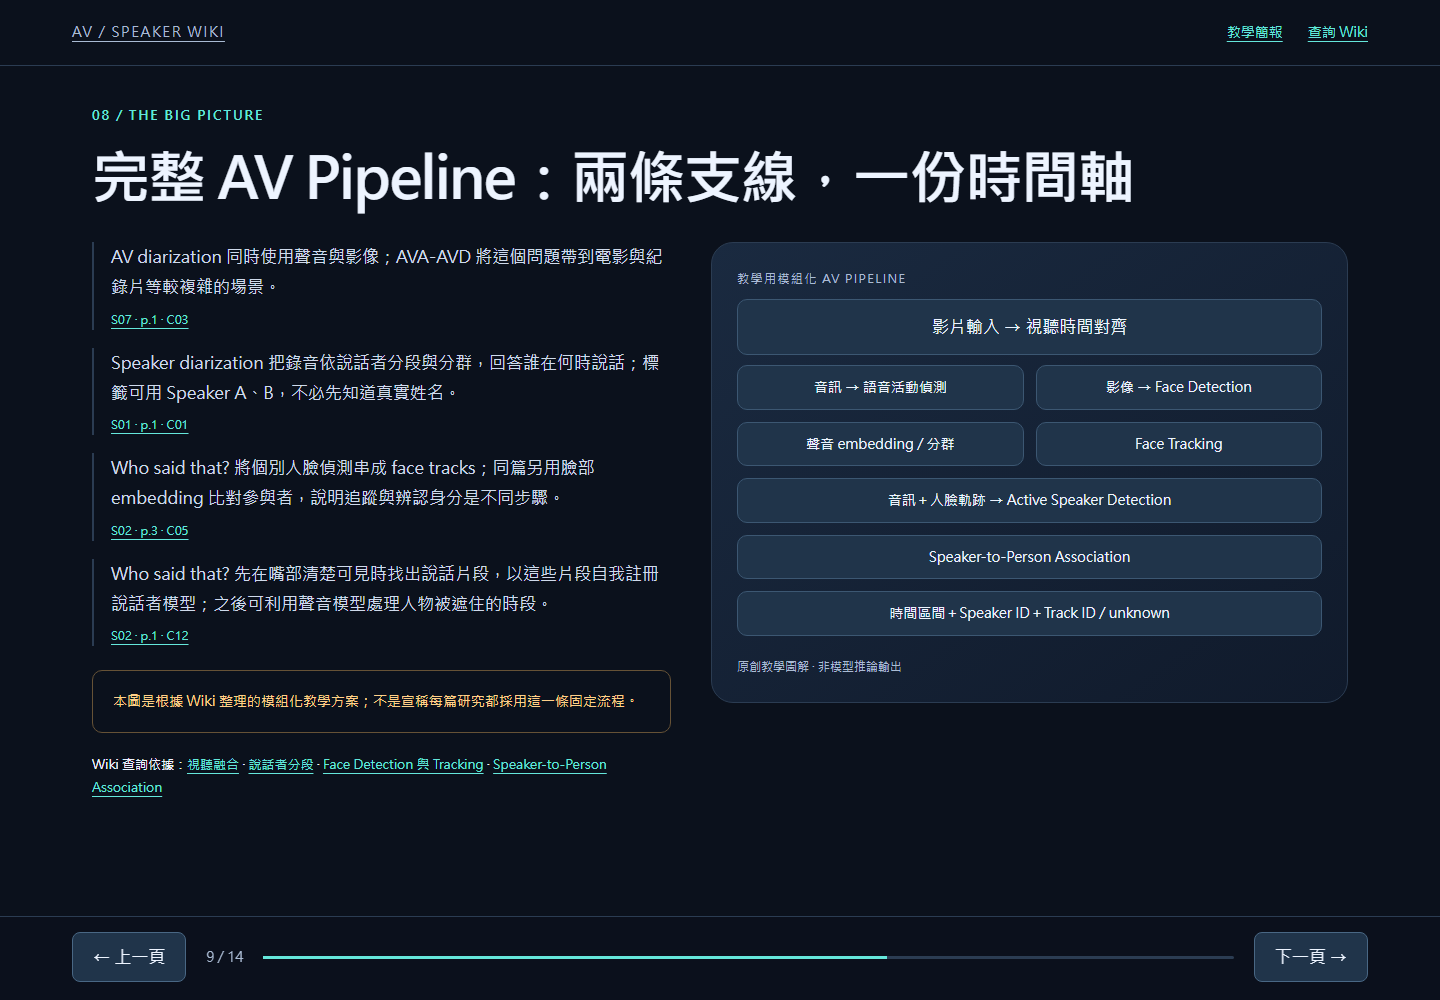 AV / SPEAKER WIKI
教學簡報
查詢 Wiki
08 / THE BIG PICTURE
完整 AV Pipeline：兩條支線，一份時間軸
AV diarization 同時使用聲音與影像；AVA-AVD 將這個問題帶到電影與紀
錄片等較複雜的場景。
S07 · p.1 · C03
Speaker diarization 把錄音依說話者分段與分群，回答誰在何時說話；標
籤可用 Speaker A、B，不必先知道真實姓名。
S01 · p.1 · C01
Who said that? 將個別人臉偵測串成 face tracks；同篇另用臉部
embedding 比對參與者，說明追蹤與辨認身分是不同步驟。
S02 · p.3 · C05
Who said that? 先在嘴部清楚可見時找出說話片段，以這些片段自我註冊
說話者模型；之後可利用聲音模型處理人物被遮住的時段。
S02 · p.1 · C12
本圖是根據 Wiki 整理的模組化教學方案；不是宣稱每篇研究都採用這一條固定流程。
Wiki 查詢依據：視聽融合 · 說話者分段 · Face Detection 與 Tracking · Speaker-to-Person
Association
教學用模組化 AV PIPELINE
影片輸入 → 視聽時間對齊
音訊 → 語音活動偵測
影像 → Face Detection
聲音 embedding / 分群
Face Tracking
音訊 + 人臉軌跡 → Active Speaker Detection
Speaker-to-Person Association
時間區間 + Speaker ID + Track ID / unknown
原創教學圖解 · 非模型推論輸出
← 上一頁
9 / 14
下一頁 →